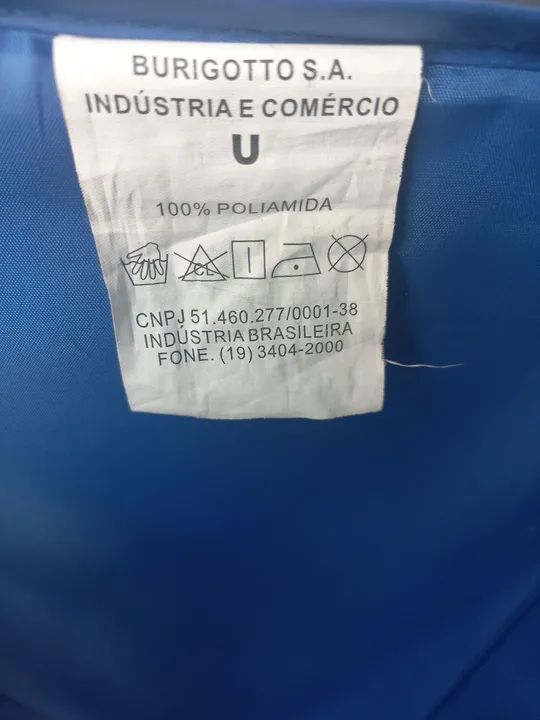 BURIGOTTO S.A.
INDÚSTRIA E COMÉRCIO
U
100% POLIAMIDA
CL
CNPJ 51.460.277/0001-38
INDÚSTRIA BRASILEIRA
FONE. (19) 3404-2000